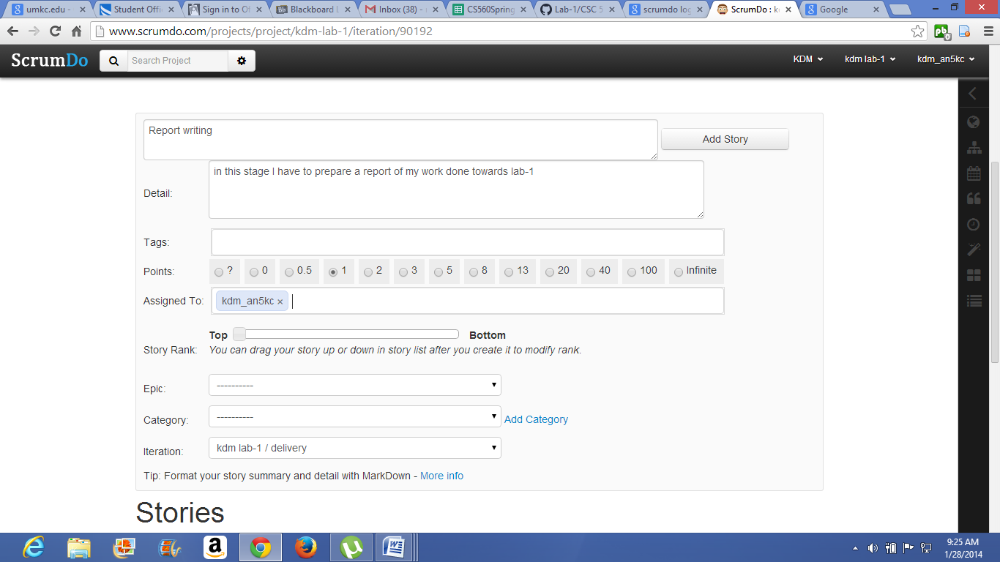 umkc.edu -
Student Offi
Sign in to Of
Blackboard L
Inbox (38) -
CS560Spring
Lab-1/CSC 5
scrumdo log
ScrumDo : k
Google
www.scrumdo.com/projects/project/kdm-lab-1/iteration/90192
ScrumDo
Search Project
KDM
kdm lab-1
kdm_an5kc
Report writing
Add Story
in this stage I have to prepare a report of my work done towards lab-1
Detail:
Tags:
Points: ? 0 0.5 1 2 3 5 8 13 20 40 100 Infinite
Assigned To: kdm_an5kc ×
Top Bottom
Story Rank: You can drag your story up or down in story list after you create it to modify rank.
Epic: ----------
Category: ---------- Add Category
Iteration: kdm lab-1 / delivery
Tip: Format your story summary and detail with MarkDown - More info
Stories
9:25 AM
1/28/2014